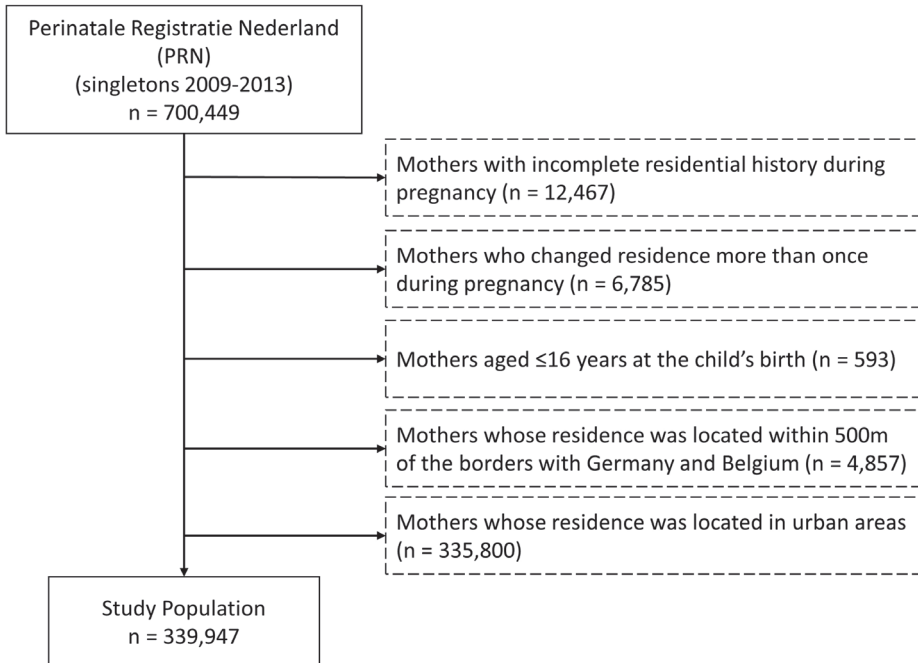 Perinatale Registratie Nederland
(PRN)
(singletons 2009-2013)
n = 700,449
Mothers with incomplete residential history during
pregnancy (n = 12,467)
Mothers who changed residence more than once
during pregnancy (n = 6,785)
Mothers aged ≤16 years at the child’s birth (n = 593)
Mothers whose residence was located within 500m
of the borders with Germany and Belgium (n = 4,857)
Mothers whose residence was located in urban areas
(n = 335,800)
Study Population
n = 339,947